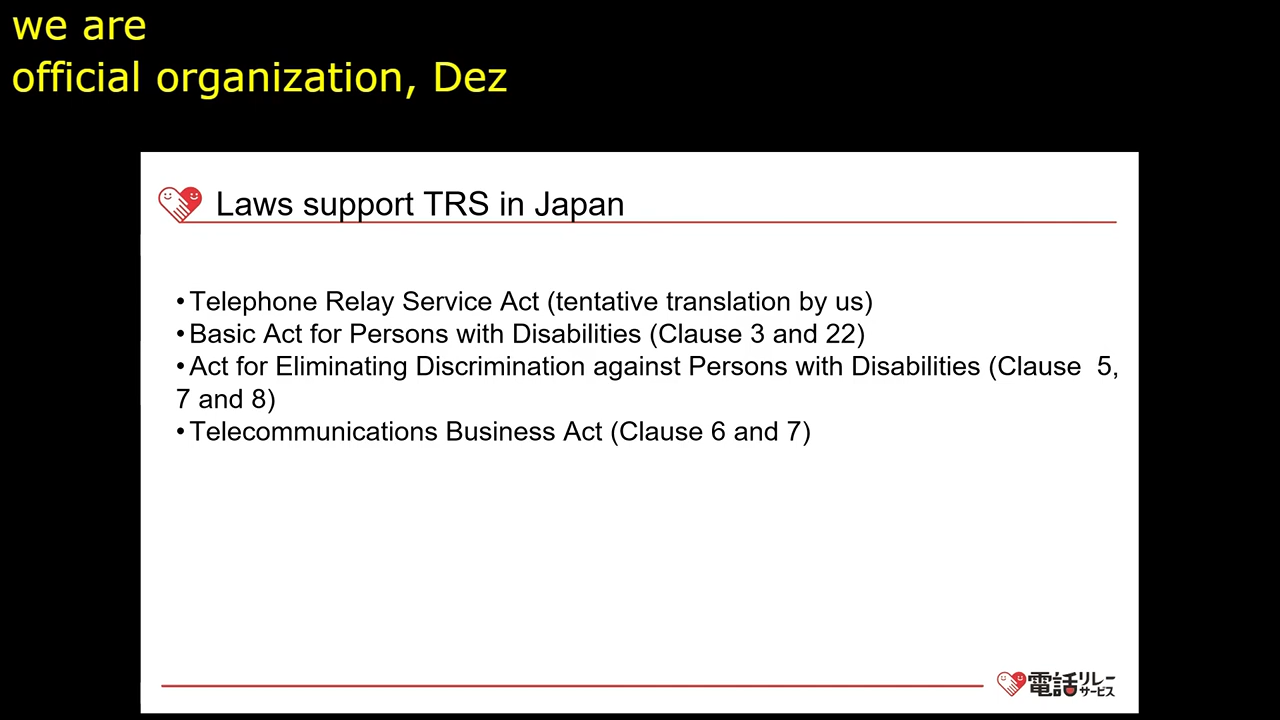 we are
official organization, Dez
Laws support TRS in Japan
•Telephone Relay Service Act (tentative translation by us)
•Basic Act for Persons with Disabilities (Clause 3 and 22)
•Act for Eliminating Discrimination against Persons with Disabilities (Clause  5,
7 and 8)
•Telecommunications Business Act (Clause 6 and 7)
電話リレー
サービス